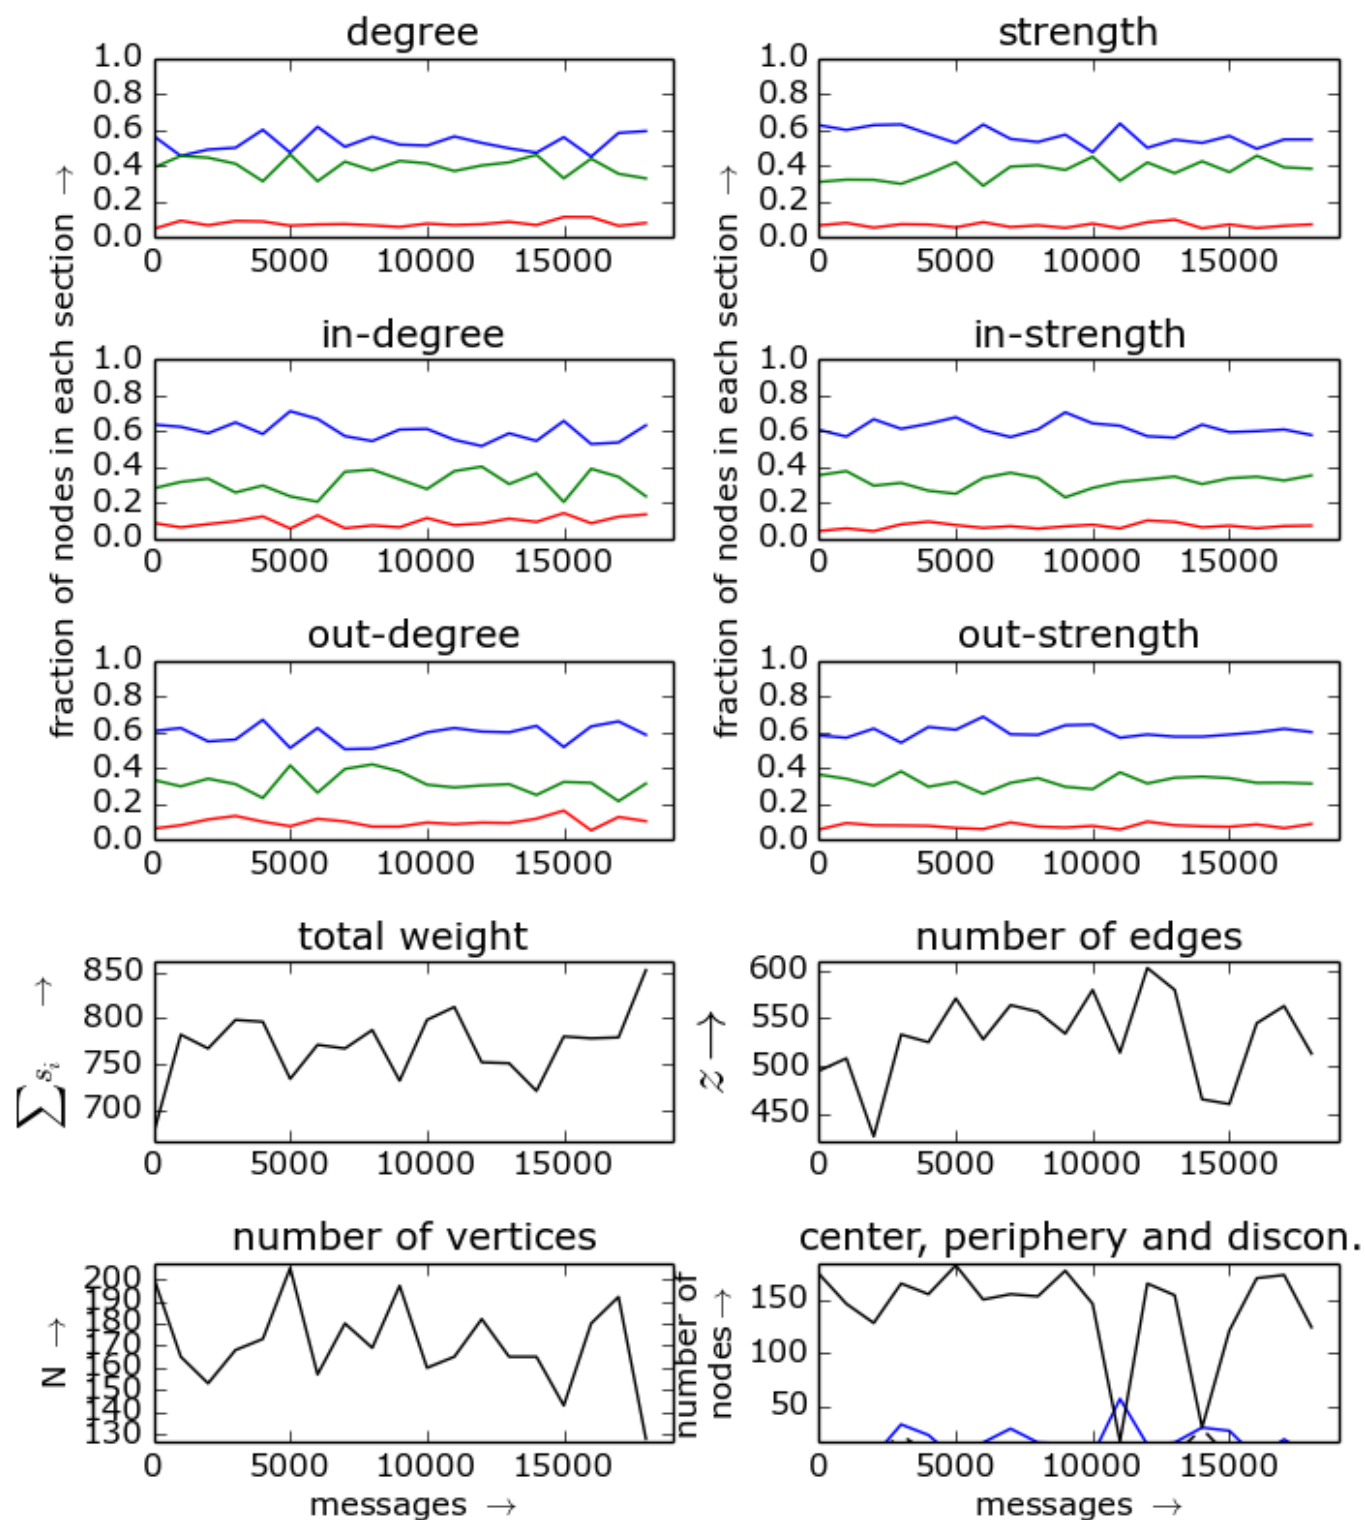 degree
strength
1.0
0.8
0.6
0.4
0.2
0.0
0 5000 10000 15000
1.0
0.8
0.6
0.4
0.2
0.0
0 5000 10000 15000
fraction of nodes in each section →
fraction of nodes in each section →
in-degree
in-strength
1.0
0.8
0.6
0.4
0.2
0.0
0 5000 10000 15000
1.0
0.8
0.6
0.4
0.2
0.0
0 5000 10000 15000
out-degree
out-strength
1.0
0.8
0.6
0.4
0.2
0.0
0 5000 10000 15000
1.0
0.8
0.6
0.4
0.2
0.0
0 5000 10000 15000
total weight
number of edges
∑ s_i →
850
800
750
700
0 5000 10000 15000
z →
600
550
500
450
0 5000 10000 15000
number of vertices
center, periphery and discon.
N →
200
190
180
170
160
150
140
130
0 5000 10000 15000
messages →
number of
nodes →
150
100
50
0 5000 10000 15000
messages →